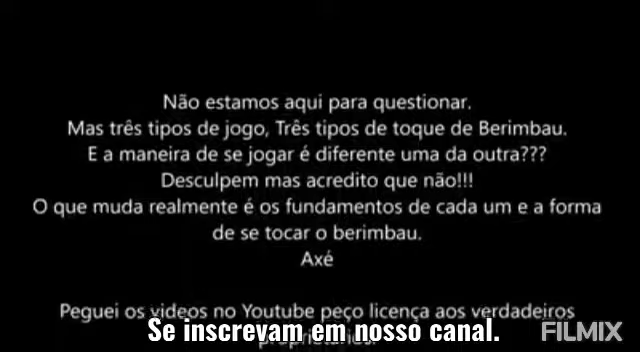 Não estamos aqui para questionar.
Mas três tipos de jogo, Três tipos de toque de Berimbau.
E a maneira de se jogar é diferente uma da outra???
Desculpem mas acredito que não!!!
O que muda realmente é os fundamentos de cada um e a forma
de se tocar o berimbau.
Axé
Peguei os videos no Youtube peço licença aos verdadeiros
Se inscrevam em nosso canal.
FILMIX